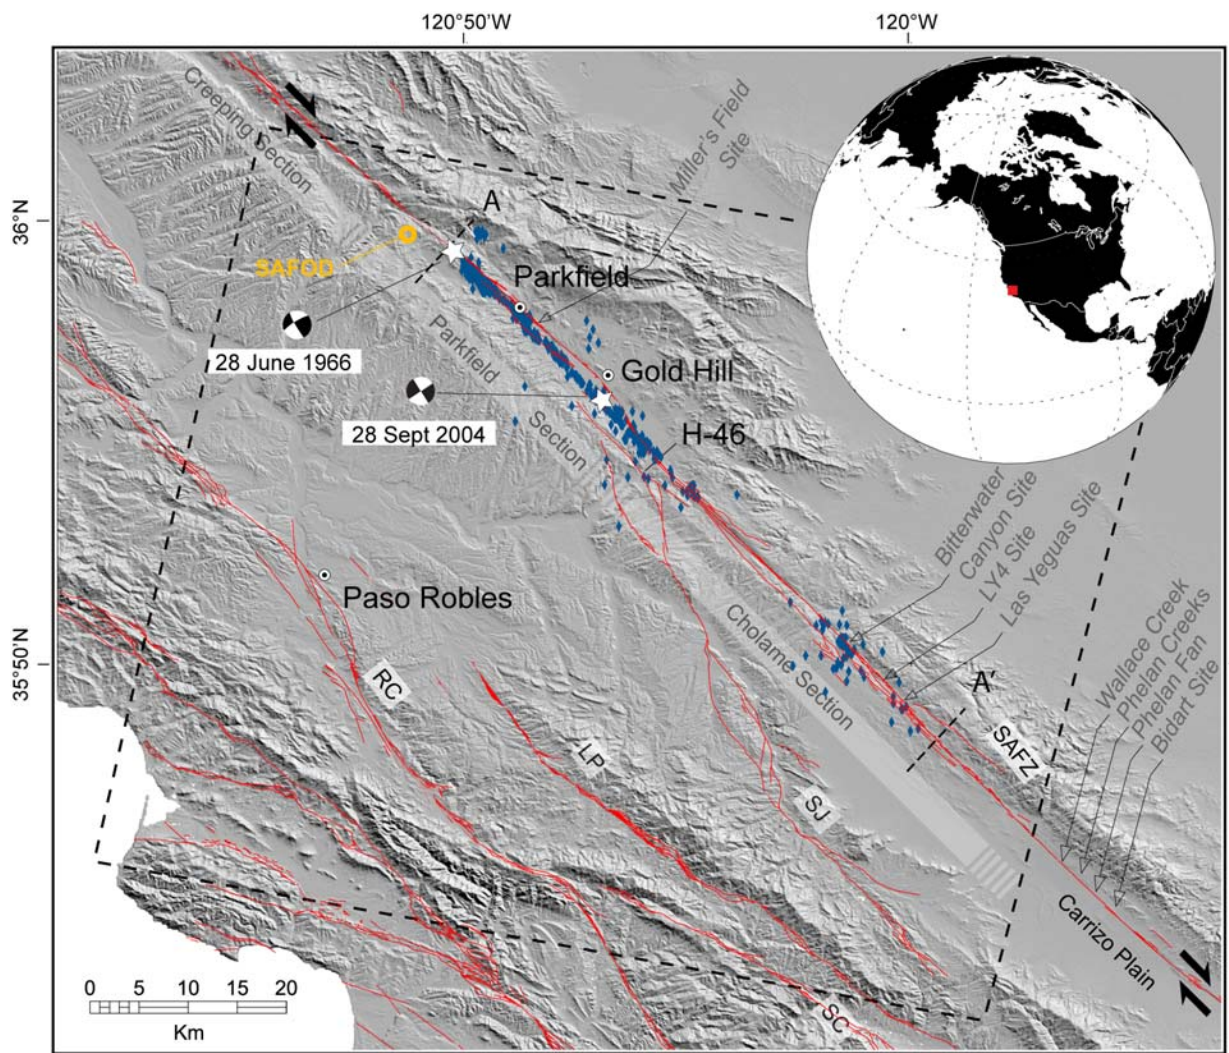 120°50'W
120°W
36°N
35°50'N
Creeping Section
Miller's Field
Site
A
SAFOD
Parkfield
28 June 1966
Parkfield
Section
Gold Hill
28 Sept 2004
H-46
Bitterwater
Canyon Site
LY4 Site
Las Yeguas Site
Paso Robles
Cholame Section
A'
SAFZ
Wallace Creek
Phelan Creeks
Phelan Fan
Bidart Site
RC
LP
SJ
Carrizo Plain
SC
0 5 10 15 20
Km